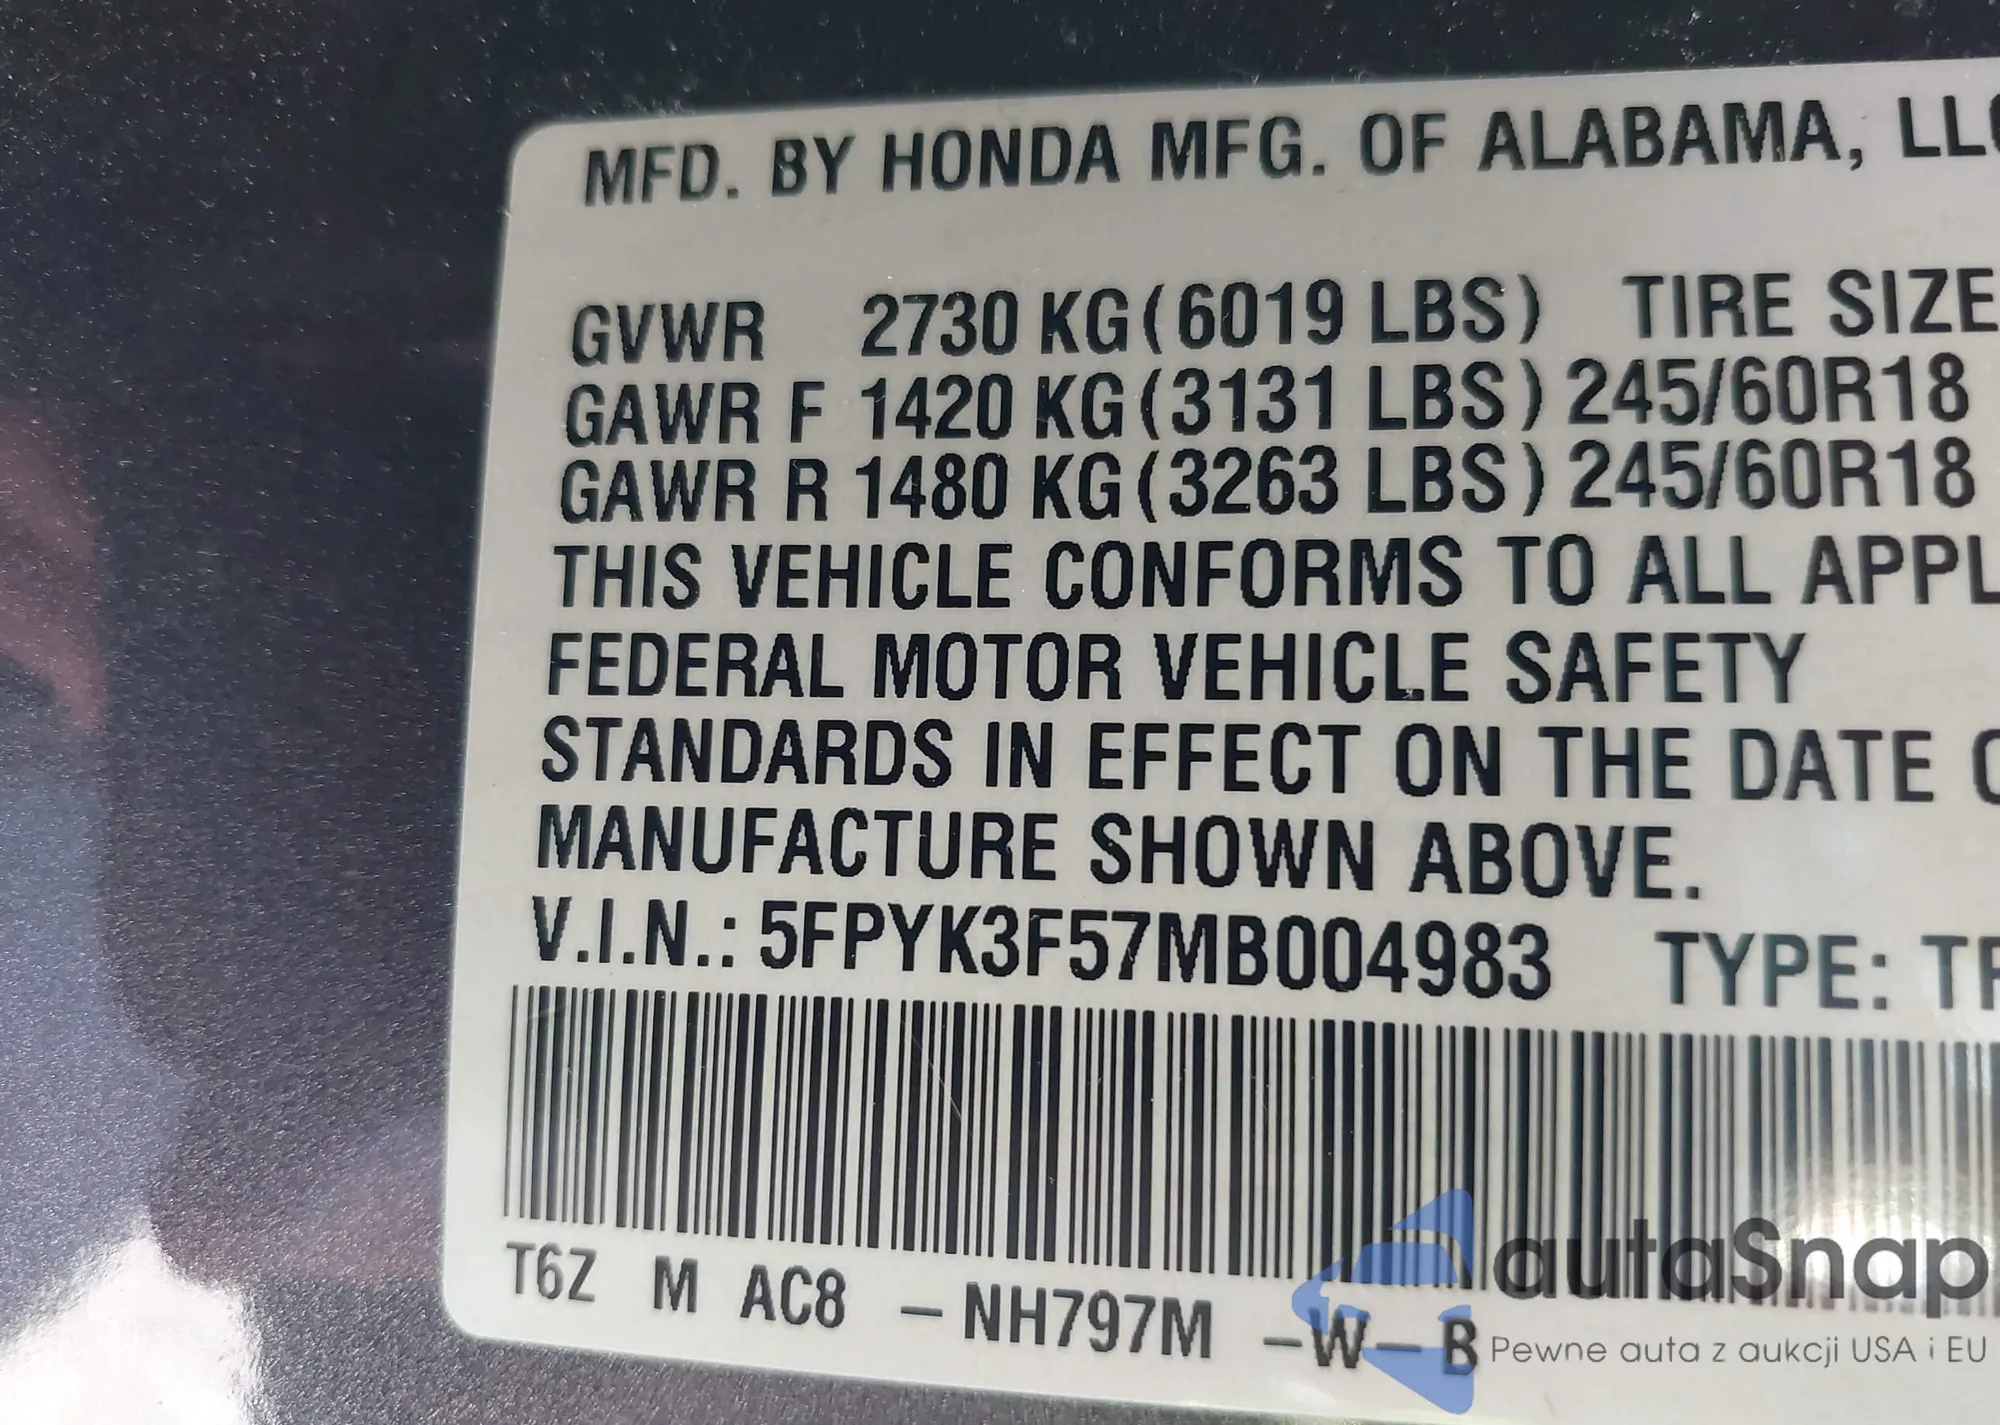 MFD. BY HONDA MFG. OF ALABAMA, LLC
GVWR 2730 KG (6019 LBS) TIRE SIZE
GAWR F 1420 KG (3131 LBS) 245/60R18
GAWR R 1480 KG (3263 LBS) 245/60R18
THIS VEHICLE CONFORMS TO ALL APPL
FEDERAL MOTOR VEHICLE SAFETY
STANDARDS IN EFFECT ON THE DATE O
MANUFACTURE SHOWN ABOVE.
V.I.N.: 5FPYK3F57MB004983 TYPE: TR
T6Z M AC8 – NH797M – W – B
autaSnap
Pewne auta z aukcji USA i EU